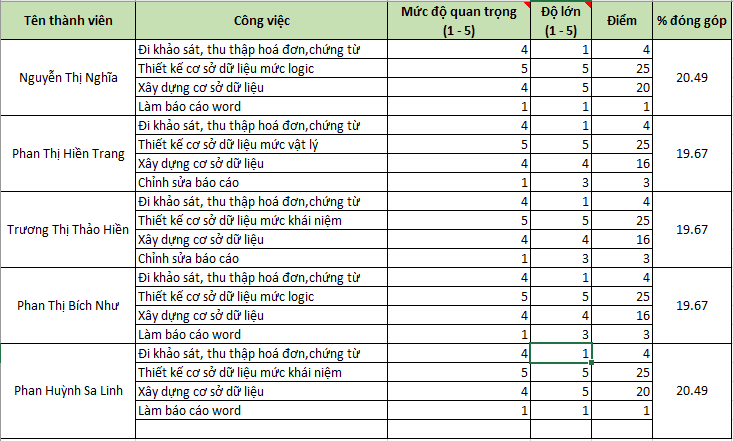 Tên thành viên Công việc Mức độ quan trọng (1 - 5) Độ lớn (1 - 5) Điểm % đóng góp
Nguyễn Thị Nghĩa Đi khảo sát, thu thập hoá đơn,chứng từ 4 1 4 20.49
Thiết kế cơ sở dữ liệu mức logic 5 5 25
Xây dựng cơ sở dữ liệu 4 5 20
Làm báo cáo word 1 1 1
Phan Thị Hiền Trang Đi khảo sát, thu thập hoá đơn,chứng từ 4 1 4 19.67
Thiết kế cơ sở dữ liệu mức vật lý 5 5 25
Xây dựng cơ sở dữ liệu 4 4 16
Chỉnh sửa báo cáo 1 3 3
Trương Thị Thảo Hiền Đi khảo sát, thu thập hoá đơn,chứng từ 4 1 4 19.67
Thiết kế cơ sở dữ liệu mức khái niệm 5 5 25
Xây dựng cơ sở dữ liệu 4 4 16
Chỉnh sửa báo cáo 1 3 3
Phan Thị Bích Như Đi khảo sát, thu thập hoá đơn,chứng từ 4 1 4 19.67
Thiết kế cơ sở dữ liệu mức logic 5 5 25
Xây dựng cơ sở dữ liệu 4 4 16
Làm báo cáo word 1 3 3
Phan Huỳnh Sa Linh Đi khảo sát, thu thập hoá đơn,chứng từ 4 1 4 20.49
Thiết kế cơ sở dữ liệu mức khái niệm 5 5 25
Xây dựng cơ sở dữ liệu 4 5 20
Làm báo cáo word 1 1 1